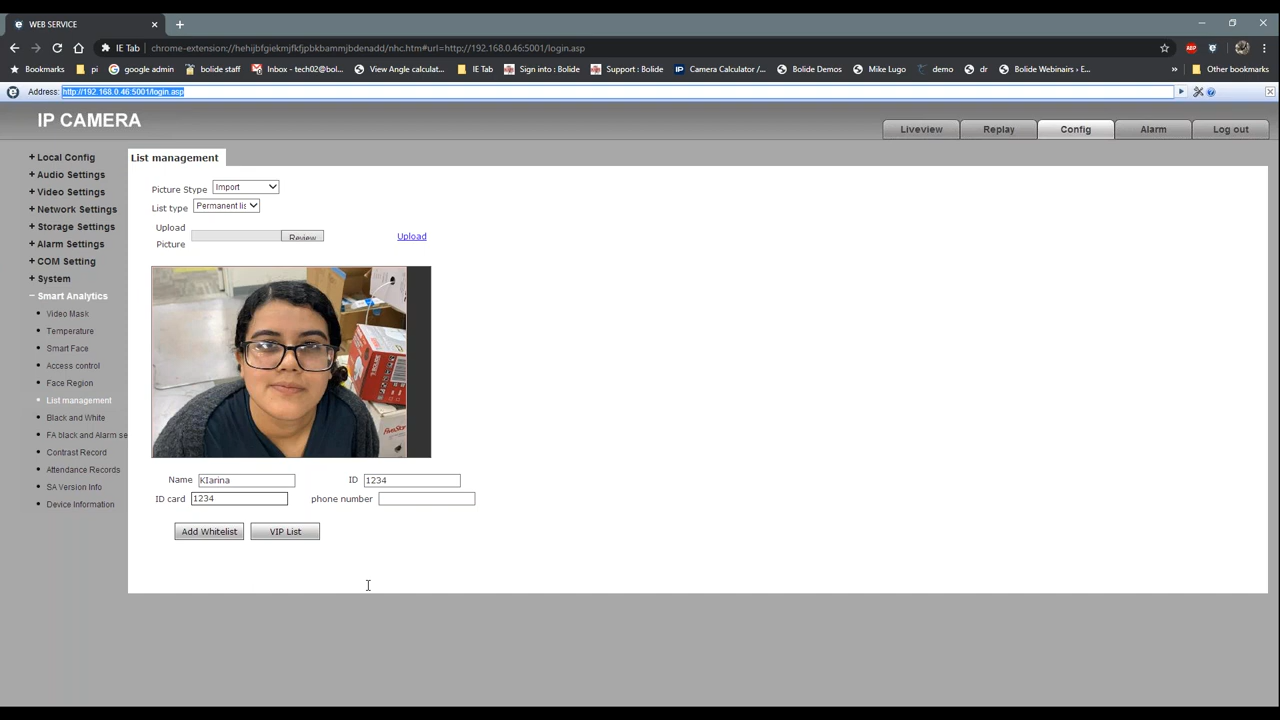 WEB SERVICE
IE Tab chrome-extension://hehijbfgiekmjfkfjpbkbammjbdenadd/nhc.htm#url=http://192.168.0.46:5001/login.asp
Bookmarks pi google admin bolide staff Inbox - tech02@bol... View Angle calculat... IE Tab Sign into : Bolide Support : Bolide Camera Calculator /... Bolide Demos Mike Lugo demo dr Bolide Webinairs › E... » Other bookmarks
Address: http://192.168.0.46:5001/login.asp
IP CAMERA
Liveview Replay Config Alarm Log out
+ Local Config
+ Audio Settings
+ Video Settings
+ Network Settings
+ Storage Settings
+ Alarm Settings
+ COM Setting
+ System
− Smart Analytics
Video Mask
Temperature
Smart Face
Access control
Face Region
List management
Black and White
FA black and Alarm se
Contrast Record
Attendance Records
SA Version Info
Device Information
List management
Picture Stype Import
List type Permanent lis
Upload Picture Review Upload
Name KIarina ID 1234
ID card 1234 phone number
Add Whitelist VIP List